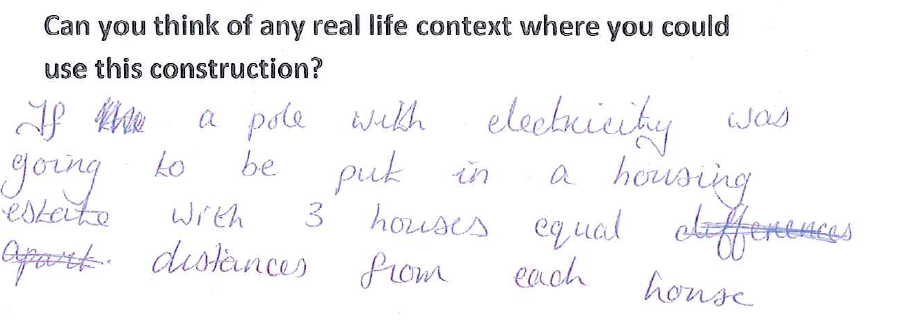 Can you think of any real life context where you could
use this construction?
If a pole with electricity was
going to be put in a housing
estate with 3 houses equal differences
apart. distances from each house